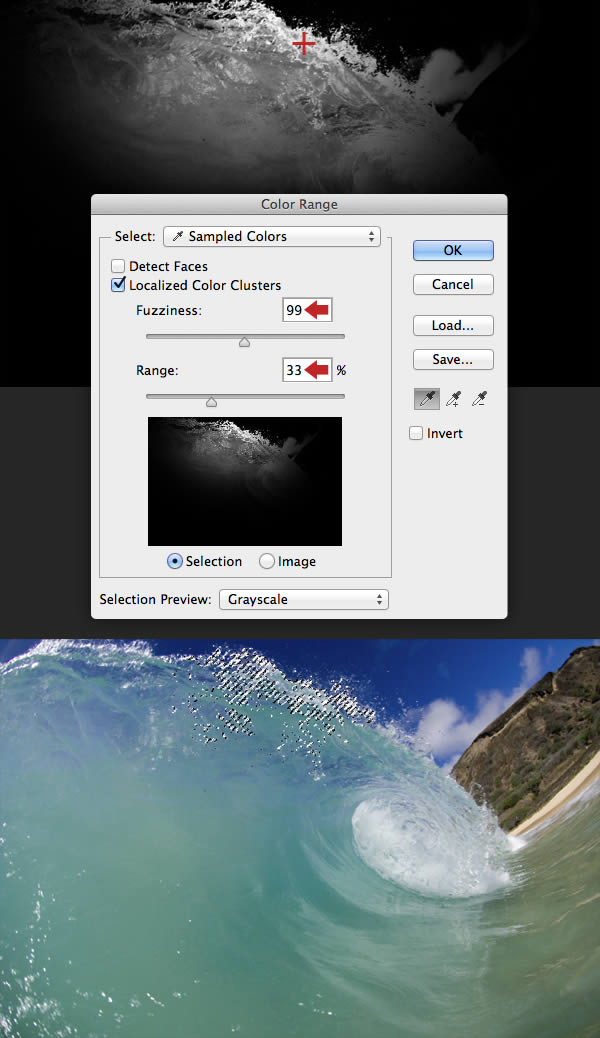 Color Range
Select: Sampled Colors
OK
Detect Faces
Localized Color Clusters
Cancel
Fuzziness: 99
Load...
Save...
Range: 33 %
Invert
Selection Image
Selection Preview: Grayscale